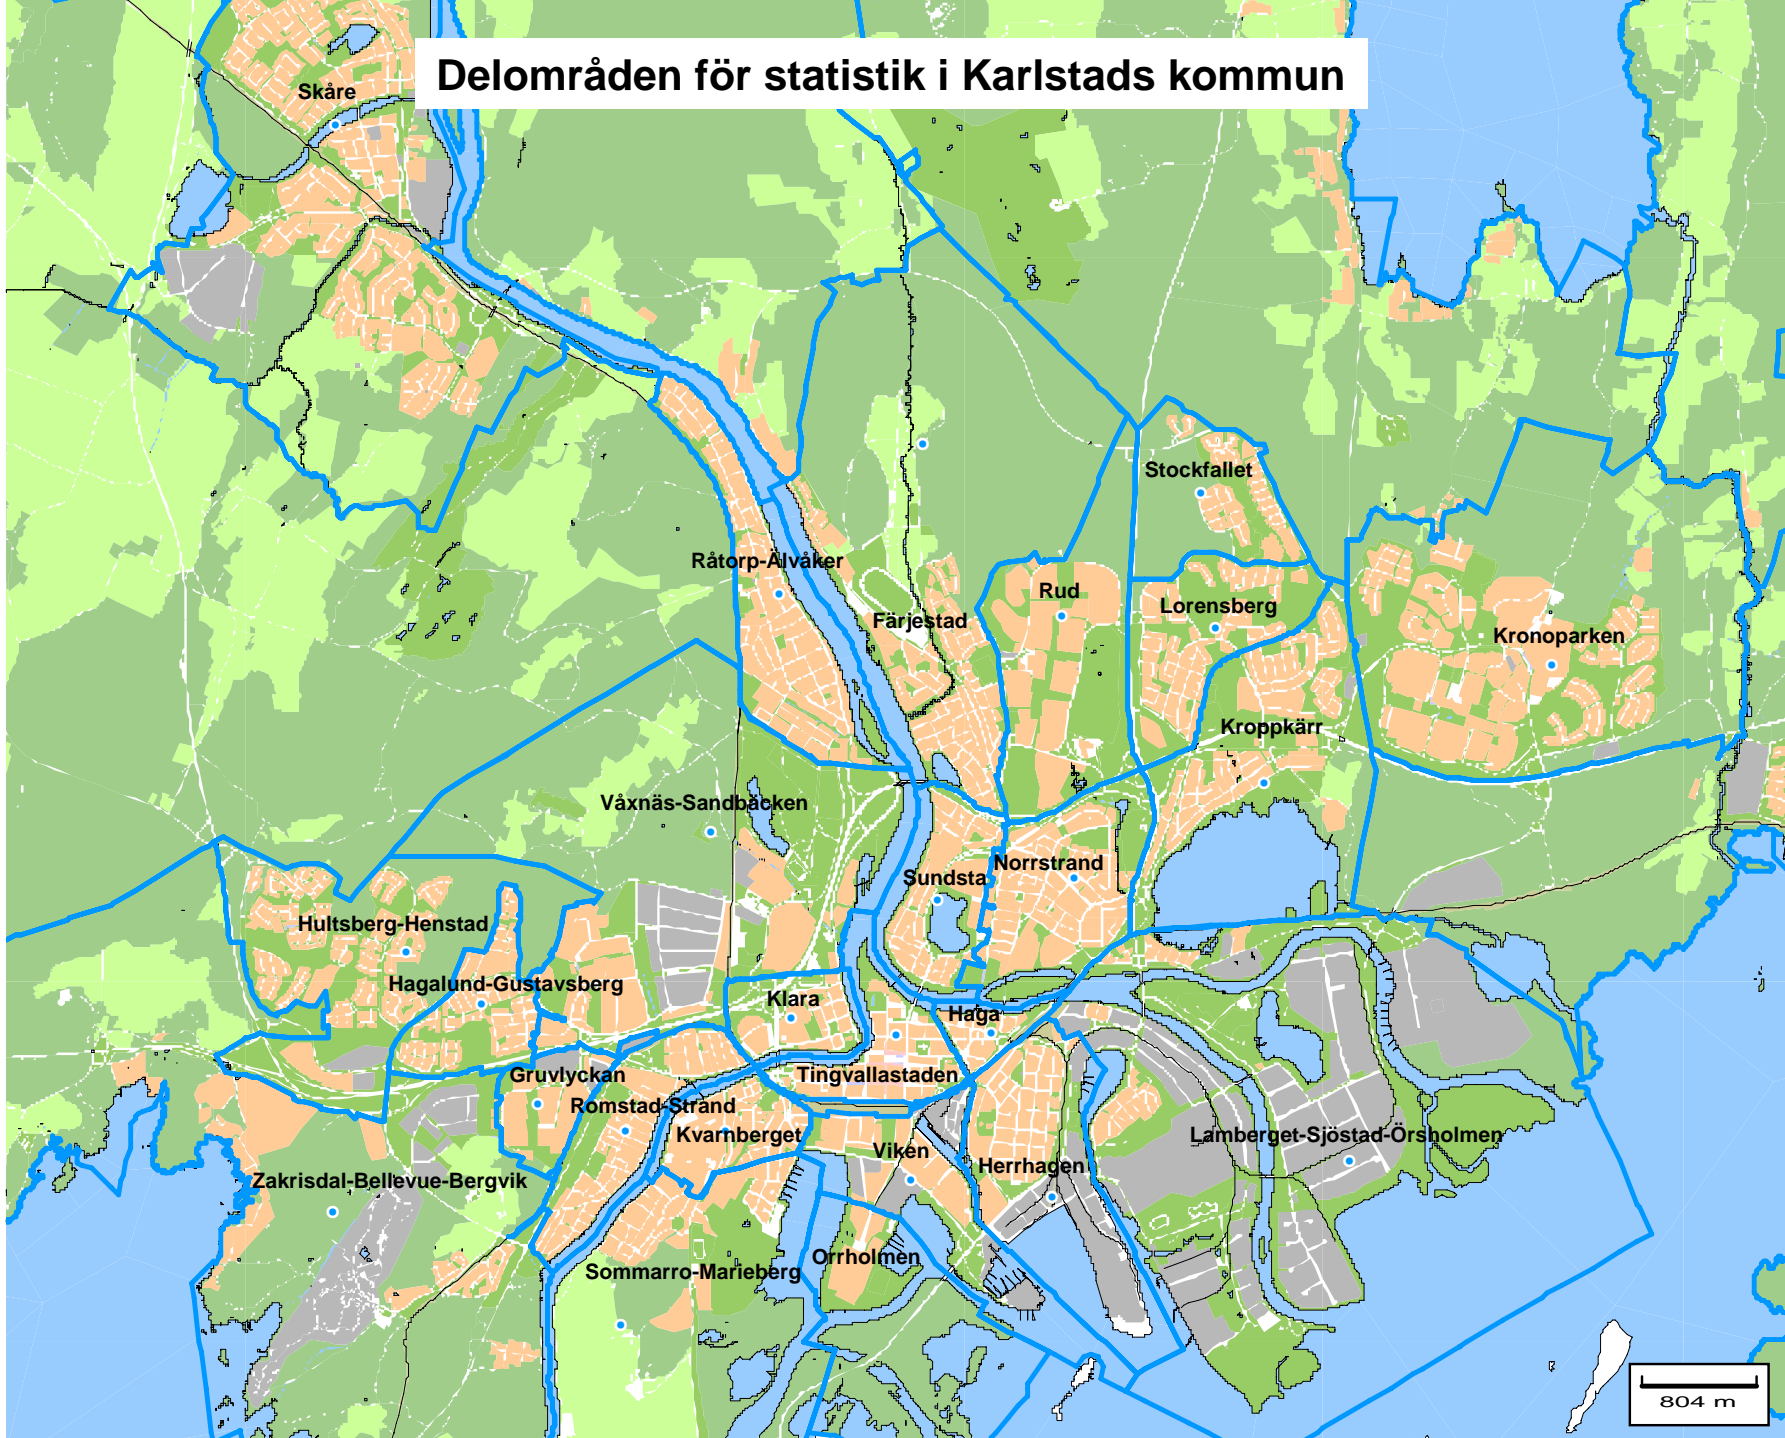 Delområden för statistik i Karlstads kommun
Skåre
Stockfallet
Råtorp-Älvåker
Rud
Lorensberg
Färjestad
Kronoparken
Kroppkärr
Våxnäs-Sandbäcken
Norrstrand
Sundsta
Hultsberg-Henstad
Hagalund-Gustavsberg
Klara
Haga
Gruvlyckan
Tingvallastaden
Romstad-Strand
Kvarnberget
Lamberget-Sjöstad-Örsholmen
Viken
Herrhagen
Zakrisdal-Bellevue-Bergvik
Orrholmen
Sommarro-Marieberg
804 m